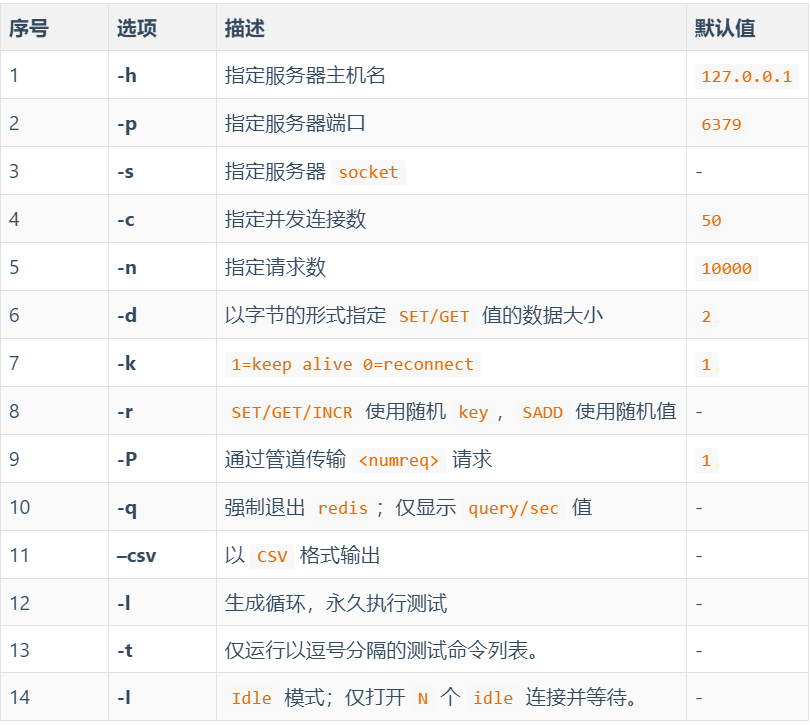 序号 选项 描述 默认值
1 -h 指定服务器主机名 127.0.0.1
2 -p 指定服务器端口 6379
3 -s 指定服务器 socket -
4 -c 指定并发连接数 50
5 -n 指定请求数 10000
6 -d 以字节的形式指定 SET/GET 值的数据大小 2
7 -k 1=keep alive 0=reconnect 1
8 -r SET/GET/INCR 使用随机 key，SADD 使用随机值 -
9 -P 通过管道传输 <numreq> 请求 1
10 -q 强制退出 redis；仅显示 query/sec 值 -
11 –csv 以 CSV 格式输出 -
12 -l 生成循环，永久执行测试 -
13 -t 仅运行以逗号分隔的测试命令列表。 -
14 -I Idle 模式；仅打开 N 个 idle 连接并等待。 -